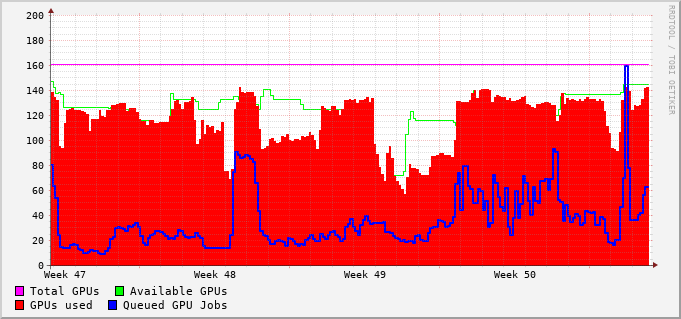 200
180
160
140
120
100
80
60
40
20
0
Week 47 Week 48 Week 49 Week 50
Total GPUs Available GPUs
GPUs used Queued GPU Jobs
RRDTOOL / TOBI OETIKER